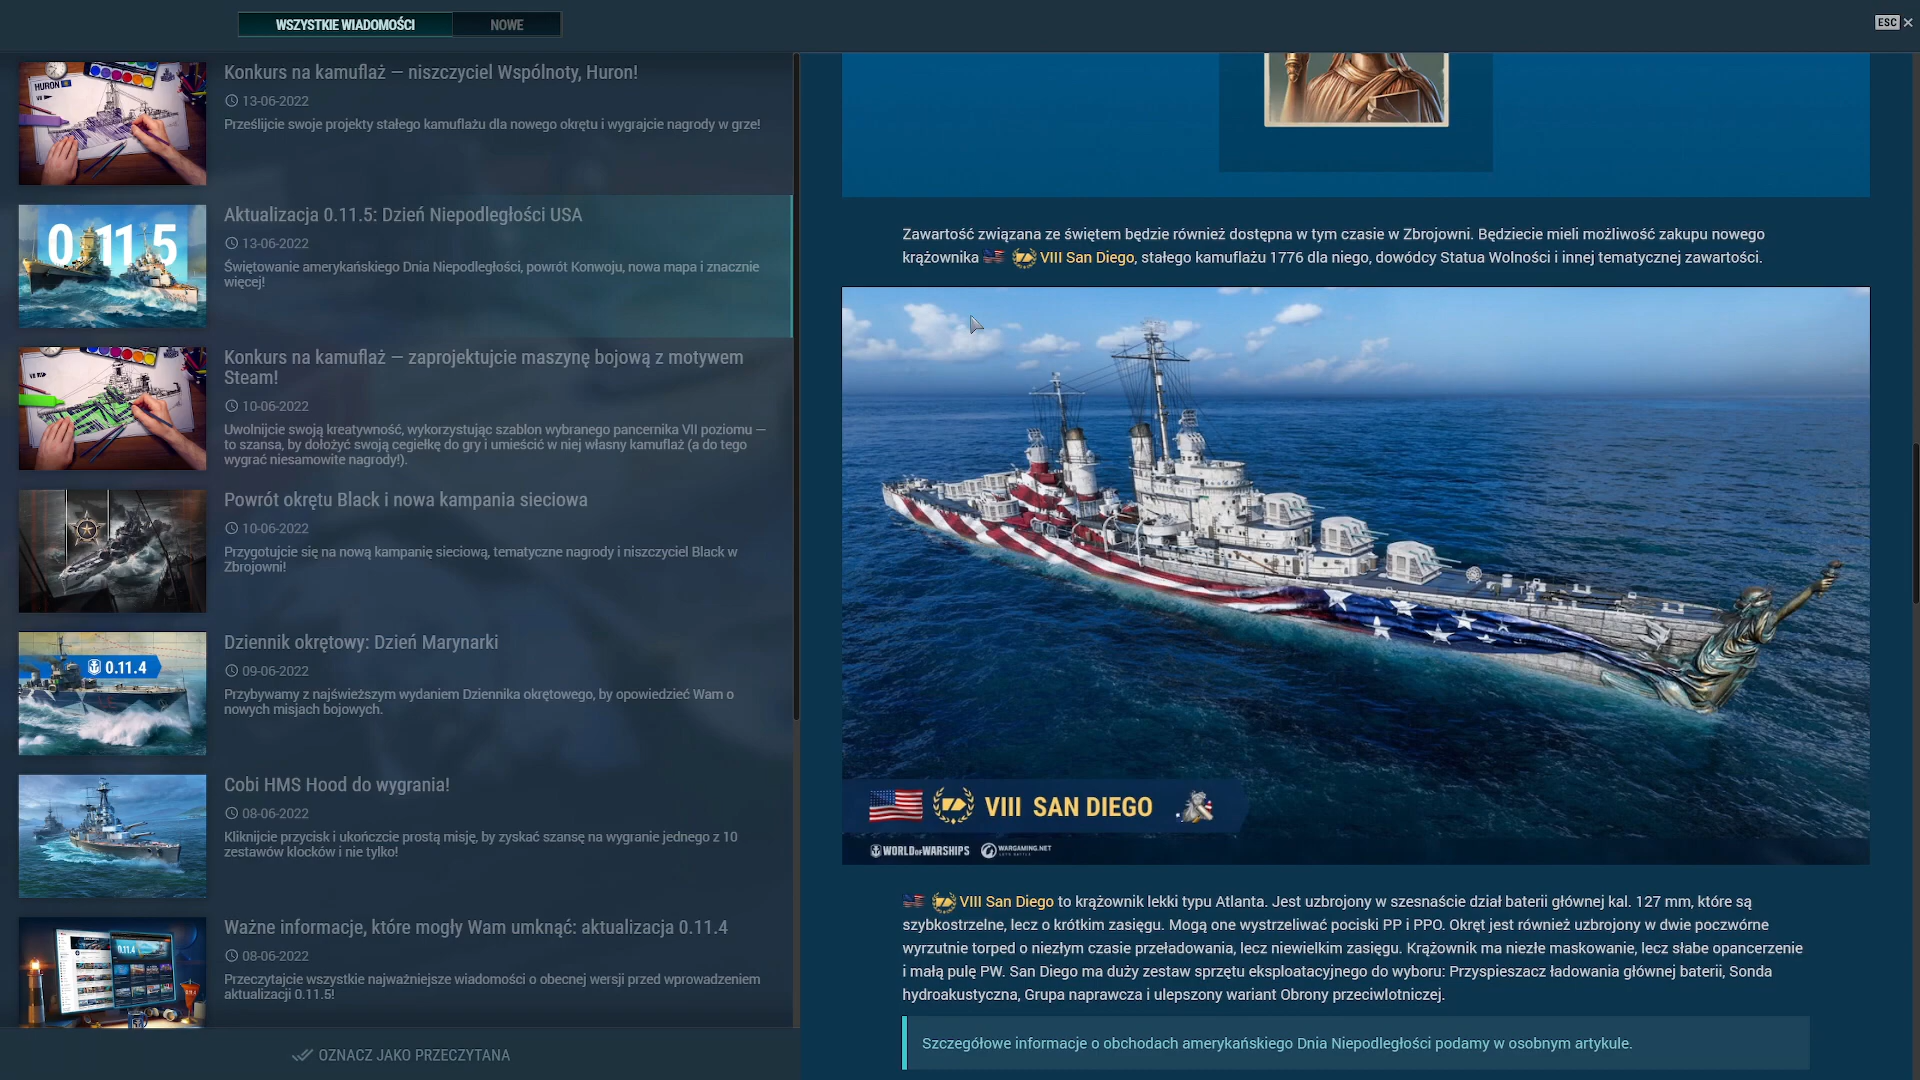 WSZYSTKIE WIADOMOŚCI
NOWE
ESC
HURON
VII
Konkurs na kamuflaż — niszczyciel Wspólnoty, Huron!
13-06-2022
Prześlijcie swoje projekty stałego kamuflażu dla nowego okrętu i wygrajcie nagrody w grze!
0.11.5
Aktualizacja 0.11.5: Dzień Niepodległości USA
13-06-2022
Świętowanie amerykańskiego Dnia Niepodległości, powrót Konwoju, nowa mapa i znacznie
więcej!
Konkurs na kamuflaż — zaprojektujcie maszynę bojową z motywem
Steam!
10-06-2022
Uwolnijcie swoją kreatywność, wykorzystując szablon wybranego pancernika VII poziomu —
to szansa, by dołożyć swoją cegiełkę do gry i umieścić w niej własny kamuflaż (a do tego
wygrać niesamowite nagrody!).
Powrót okrętu Black i nowa kampania sieciowa
10-06-2022
Przygotujcie się na nową kampanię sieciową, tematyczne nagrody i niszczyciel Black w
Zbrojowni!
0.11.4
Dziennik okrętowy: Dzień Marynarki
09-06-2022
Przybywamy z najświeższym wydaniem Dziennika okrętowego, by opowiedzieć Wam o
nowych misjach bojowych.
Cobi HMS Hood do wygrania!
08-06-2022
Kliknijcie przycisk i ukończcie prostą misję, by zyskać szansę na wygranie jednego z 10
zestawów klocków i nie tylko!
0.11.4
Ważne informacje, które mogły Wam umknąć: aktualizacja 0.11.4
08-06-2022
Przeczytajcie wszystkie najważniejsze wiadomości o obecnej wersji przed wprowadzeniem
aktualizacji 0.11.5!
OZNACZ JAKO PRZECZYTANA
Zawartość związana ze świętem będzie również dostępna w tym czasie w Zbrojowni. Będziecie mieli możliwość zakupu nowego
krążownika VIII San Diego, stałego kamuflażu 1776 dla niego, dowódcy Statua Wolności i innej tematycznej zawartości.
VIII SAN DIEGO
WORLD OF WARSHIPS
WARGAMING.NET
LET'S BATTLE
VIII San Diego to krążownik lekki typu Atlanta. Jest uzbrojony w szesnaście dział baterii głównej kal. 127 mm, które są
szybkostrzelne, lecz o krótkim zasięgu. Mogą one wystrzeliwać pociski PP i PPO. Okręt jest również uzbrojony w dwie poczwórne
wyrzutnie torped o niezłym czasie przeładowania, lecz niewielkim zasięgu. Krążownik ma niezłe maskowanie, lecz słabe opancerzenie
i małą pulę PW. San Diego ma duży zestaw sprzętu eksploatacyjnego do wyboru: Przyspieszacz ładowania głównej baterii, Sonda
hydroakustyczna, Grupa naprawcza i ulepszony wariant Obrony przeciwlotniczej.
Szczegółowe informacje o obchodach amerykańskiego Dnia Niepodległości podamy w osobnym artykule.